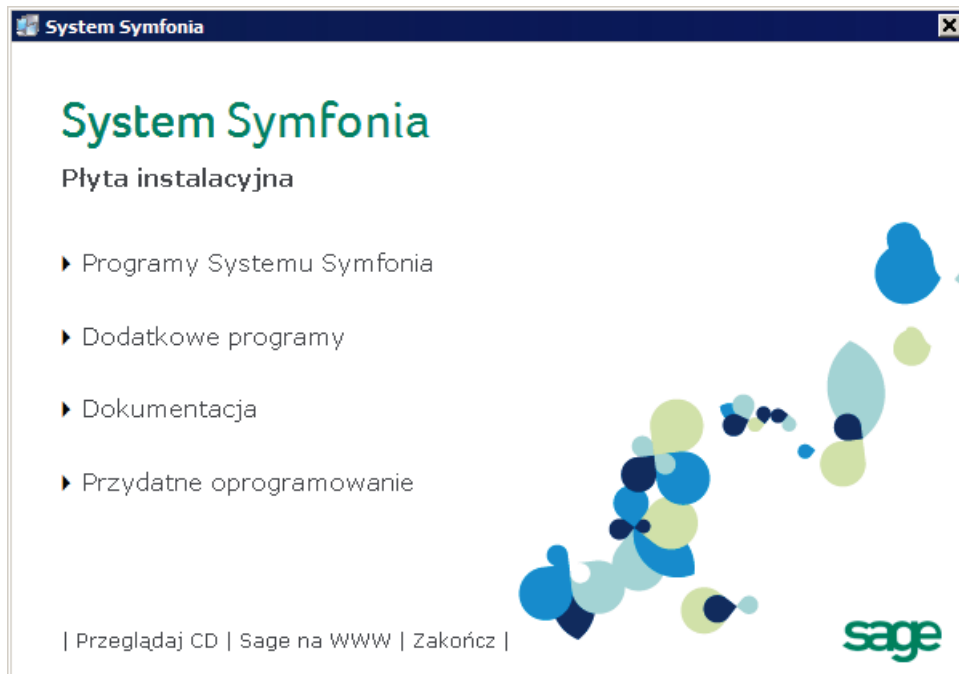 System Symfonia
System Symfonia
Płyta instalacyjna
Programy Systemu Symfonia
Dodatkowe programy
Dokumentacja
Przydatne oprogramowanie
| Przeglądaj CD | Sage na WWW | Zakończ |
sage